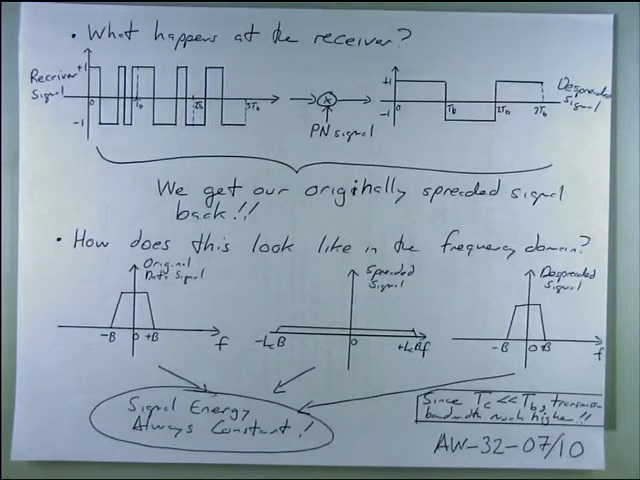 • What happens at the receiver?
Receiver Signal
+1
-1
0 Tb 2Tb 3Tb
×
PN signal
+1
-1
0 Tb 2Tb 3Tb
Despreaded Signal
We get our originally spreaded signal
back!!!
• How does this look like in the frequency domain?
Original
Data Signal
-B 0 +B f
Spreaded
Signal
-LcB 0 +LcB f
Despreaded
Signal
-B 0 B f
Signal Energy
Always Constant!
Since Tc << Tb, transmission
bandwidth much higher!!
AW-32-07/10